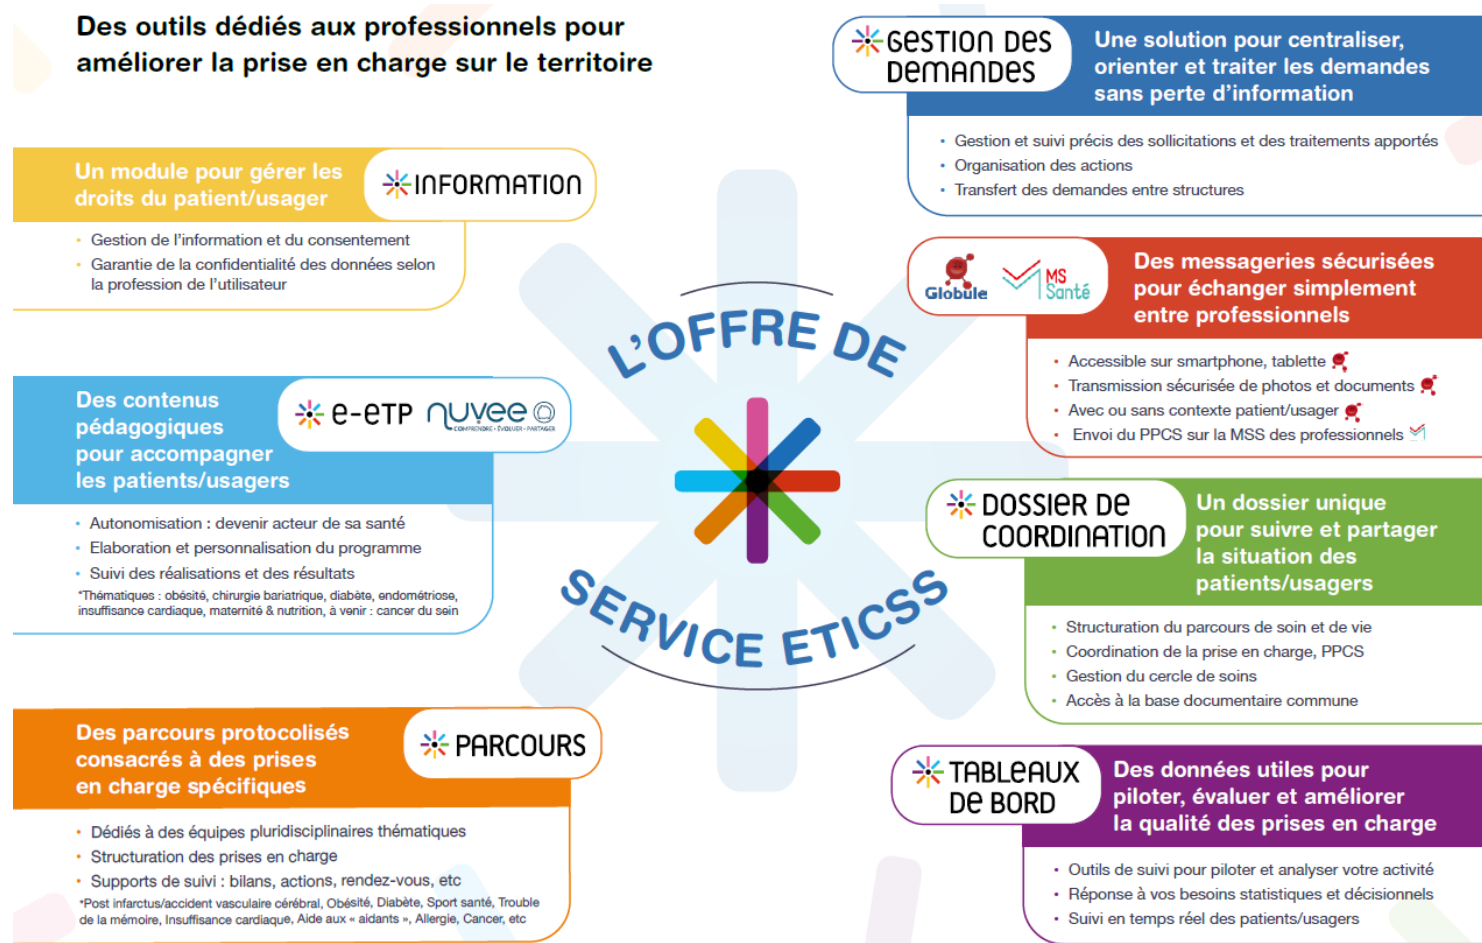 Des outils dédiés aux professionnels pour
améliorer la prise en charge sur le territoire
Un module pour gérer les
droits du patient/usager
INFORMATION
• Gestion de l'information et du consentement
• Garantie de la confidentialité des données selon
la profession de l'utilisateur
Des contenus
pédagogiques
pour accompagner
les patients/usagers
e-eTP nuvee
COMPRENDRE • ÉVOLUER • PARTAGER
• Autonomisation : devenir acteur de sa santé
• Elaboration et personnalisation du programme
• Suivi des réalisations et des résultats
*Thématiques : obésité, chirurgie bariatrique, diabète, endométriose,
insuffisance cardiaque, maternité & nutrition, à venir : cancer du sein
Des parcours protocolisés
consacrés à des prises
en charge spécifiques
PARCOURS
• Dédiés à des équipes pluridisciplinaires thématiques
• Structuration des prises en charge
• Supports de suivi : bilans, actions, rendez-vous, etc
*Post infarctus/accident vasculaire cérébral, Obésité, Diabète, Sport santé, Trouble
de la mémoire, Insuffisance cardiaque, Aide aux « aidants », Allergie, Cancer, etc
L'OFFRE DE
SERVICE ETICSS
GESTION DES
DEMANDES
Une solution pour centraliser,
orienter et traiter les demandes
sans perte d'information
• Gestion et suivi précis des sollicitations et des traitements apportés
• Organisation des actions
• Transfert des demandes entre structures
Globule
MS
Santé
Des messageries sécurisées
pour échanger simplement
entre professionnels
• Accessible sur smartphone, tablette
• Transmission sécurisée de photos et documents
• Avec ou sans contexte patient/usager
• Envoi du PPCS sur la MSS des professionnels
DOSSIER DE
COORDINATION
Un dossier unique
pour suivre et partager
la situation des
patients/usagers
• Structuration du parcours de soin et de vie
• Coordination de la prise en charge, PPCS
• Gestion du cercle de soins
• Accès à la base documentaire commune
TABLEAUX
DE BORD
Des données utiles pour
piloter, évaluer et améliorer
la qualité des prises en charge
• Outils de suivi pour piloter et analyser votre activité
• Réponse à vos besoins statistiques et décisionnels
• Suivi en temps réel des patients/usagers